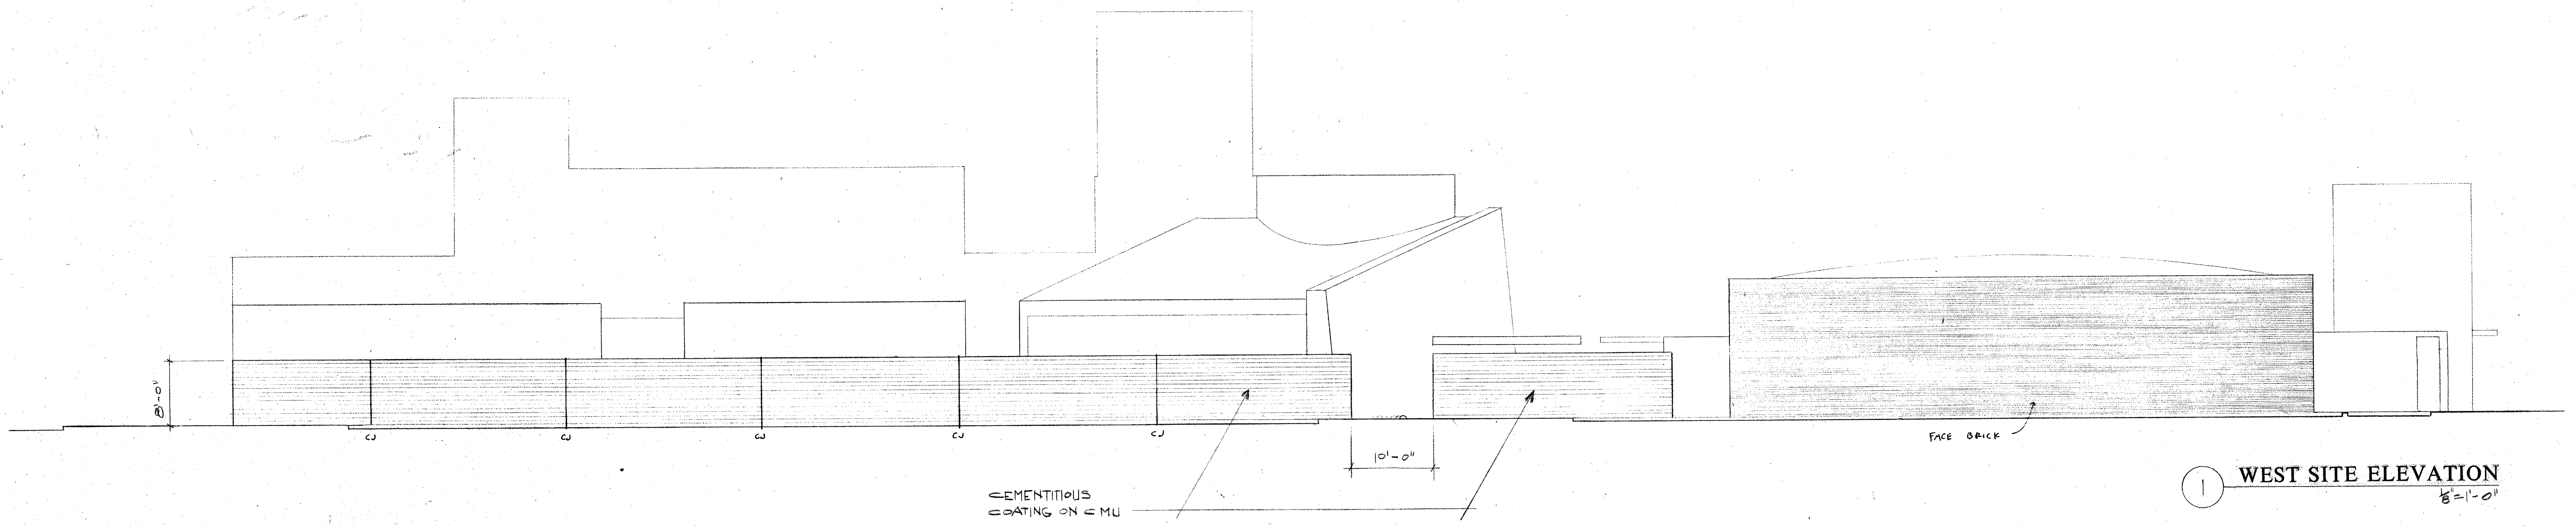 8'-0"
CJ
CJ
CJ
CJ
CJ
10'-0"
FACE BRICK
CEMENTITIOUS
COATING ON CMU
1
WEST SITE ELEVATION
1/8"=1'-0"